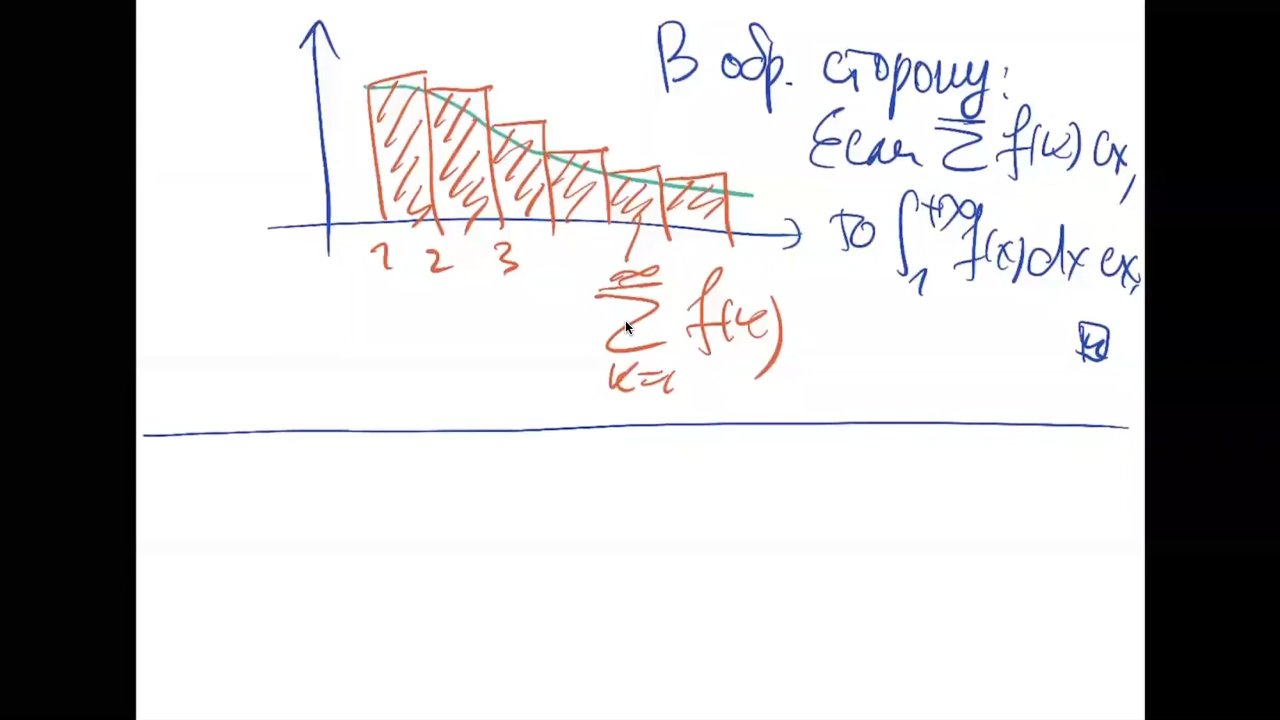 В обр. сторону:
Если Σ f(k) сх,
то ∫₁^{+∞} f(x)dx сх,
1 2 3
∞
Σ f(k)
k=1